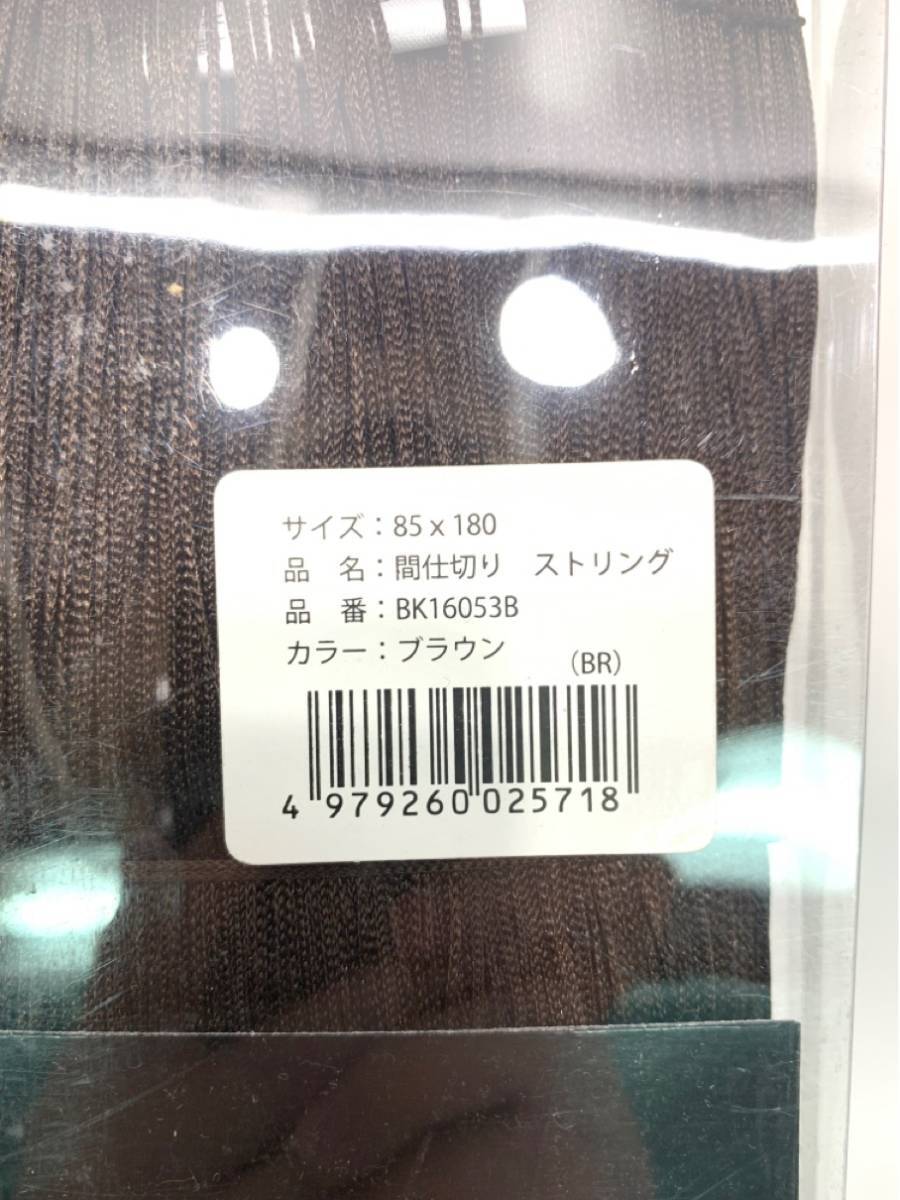 サイズ：85 x 180
品　名：間仕切り　ストリング
品　番：BK16053B
カラー：ブラウン　（BR）
4 979260 025718